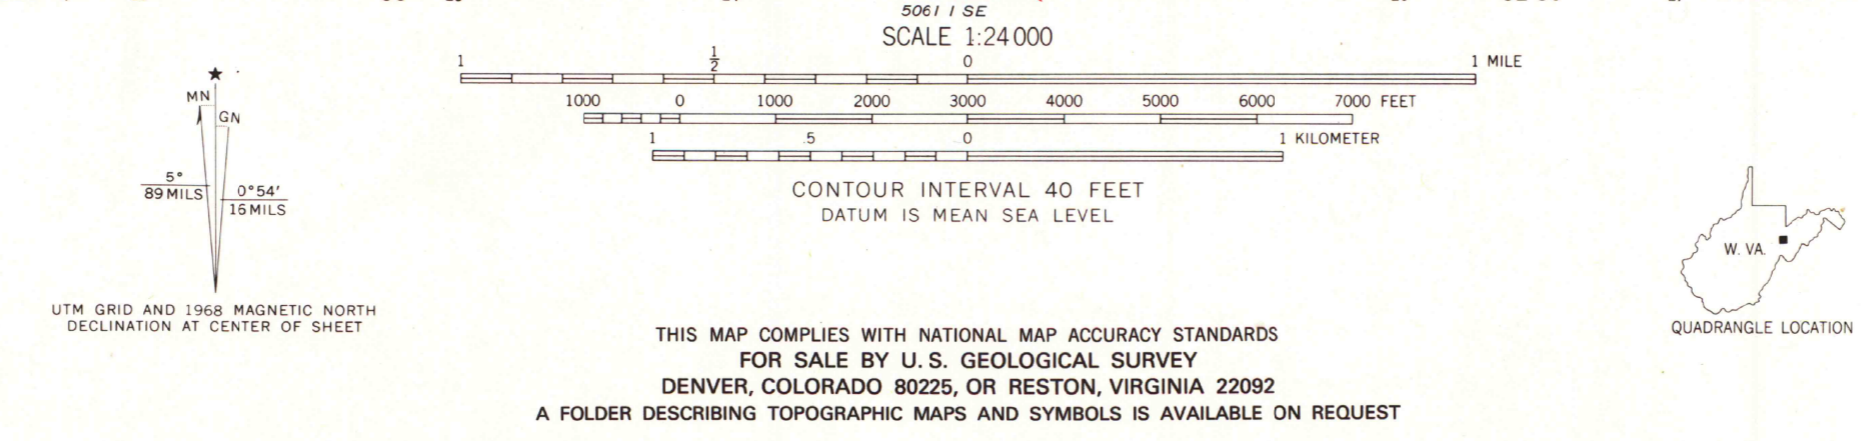 5061 I SE
SCALE 1:24 000
1 ½ 0 1 MILE
1000 0 1000 2000 3000 4000 5000 6000 7000 FEET
1 .5 0 1 KILOMETER
CONTOUR INTERVAL 40 FEET
DATUM IS MEAN SEA LEVEL
★
MN
GN
5°
89 MILS
0°54′
16 MILS
UTM GRID AND 1968 MAGNETIC NORTH
DECLINATION AT CENTER OF SHEET
THIS MAP COMPLIES WITH NATIONAL MAP ACCURACY STANDARDS
FOR SALE BY U. S. GEOLOGICAL SURVEY
DENVER, COLORADO 80225, OR RESTON, VIRGINIA 22092
A FOLDER DESCRIBING TOPOGRAPHIC MAPS AND SYMBOLS IS AVAILABLE ON REQUEST
W. VA.
QUADRANGLE LOCATION